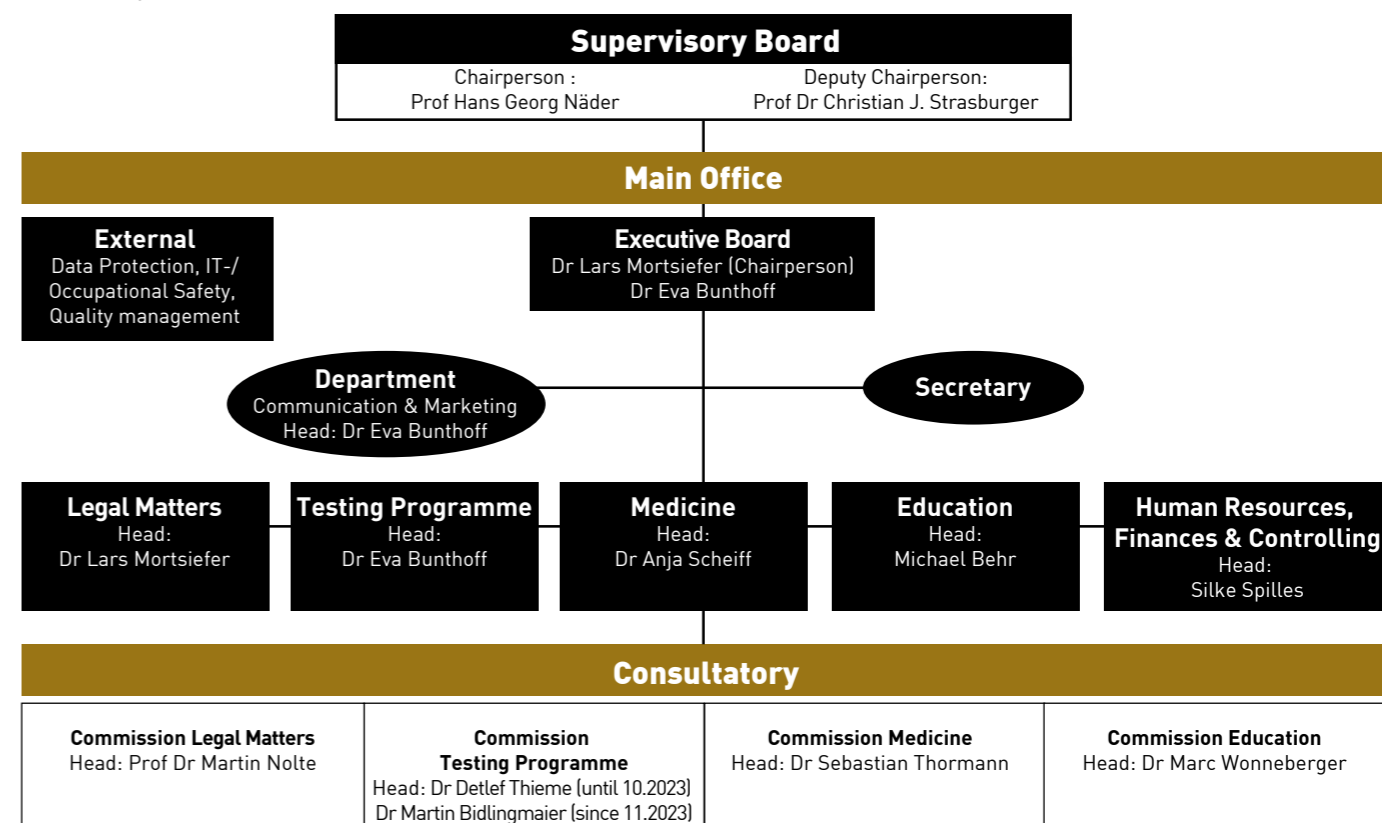 Supervisory Board
Chairperson :
Prof Hans Georg Näder
Deputy Chairperson:
Prof Dr Christian J. Strasburger
Main Office
External
Data Protection, IT-/
Occupational Safety,
Quality management
Executive Board
Dr Lars Mortsiefer (Chairperson)
Dr Eva Bunthoff
Department
Communication & Marketing
Head: Dr Eva Bunthoff
Secretary
Legal Matters
Head:
Dr Lars Mortsiefer
Testing Programme
Head:
Dr Eva Bunthoff
Medicine
Head:
Dr Anja Scheiff
Education
Head:
Michael Behr
Human Resources,
Finances & Controlling
Head:
Silke Spilles
Consultatory
Commission Legal Matters
Head: Prof Dr Martin Nolte
Commission
Testing Programme
Head: Dr Detlef Thieme (until 10.2023)
Dr Martin Bidlingmaier (since 11.2023)
Commission Medicine
Head: Dr Sebastian Thormann
Commission Education
Head: Dr Marc Wonneberger